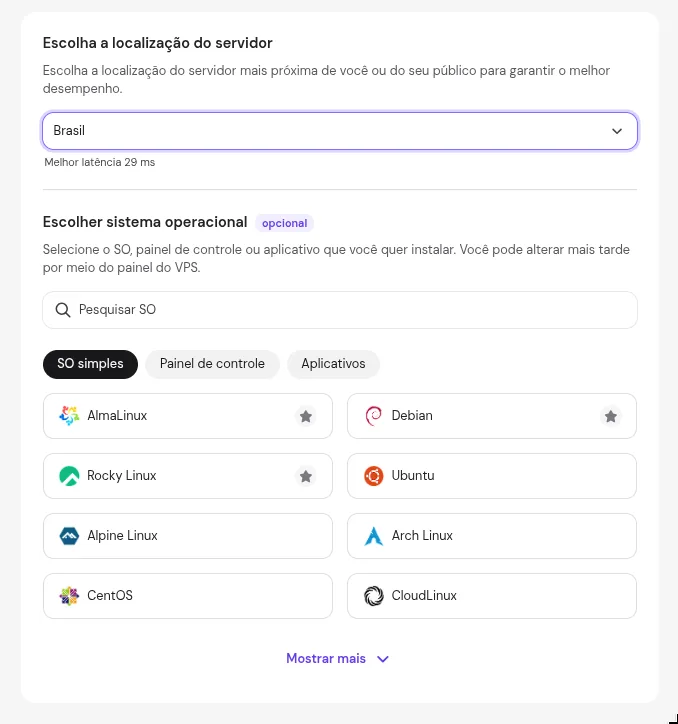 Escolha a localização do servidor
Escolha a localização do servidor mais próxima de você ou do seu público para garantir o melhor
desempenho.
Brasil
Melhor latência 29 ms
Escolher sistema operacional opcional
Selecione o SO, painel de controle ou aplicativo que você quer instalar. Você pode alterar mais tarde
por meio do painel do VPS.
Pesquisar SO
SO simples Painel de controle Aplicativos
AlmaLinux Debian
Rocky Linux Ubuntu
Alpine Linux Arch Linux
CentOS CloudLinux
Mostrar mais